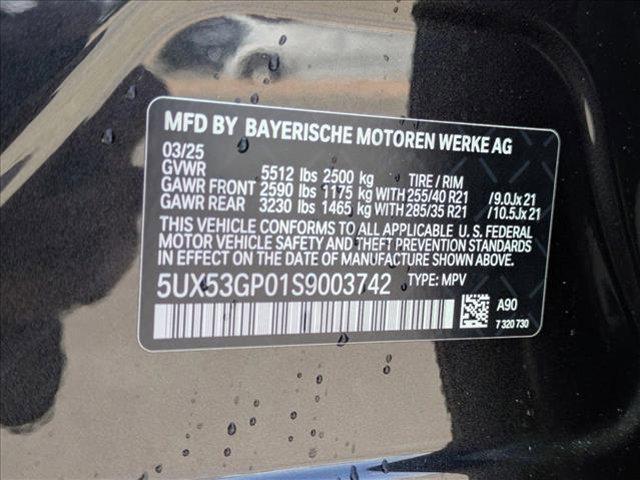 MFD BY BAYERISCHE MOTOREN WERKE AG
03/25
GVWR 5512 lbs 2500 kg TIRE / RIM
GAWR FRONT 2590 lbs 1175 kg WITH 255/40 R21 /9.0Jx21
GAWR REAR 3230 lbs 1465 kg WITH 285/35 R21 /10.5Jx21
THIS VEHICLE CONFORMS TO ALL APPLICABLE U. S. FEDERAL
MOTOR VEHICLE SAFETY AND THEFT PREVENTION STANDARDS
IN EFFECT ON THE DATE OF MANUFACTURE SHOWN ABOVE.
5UX53GP01S9003742 TYPE: MPV
A90
7 320 730